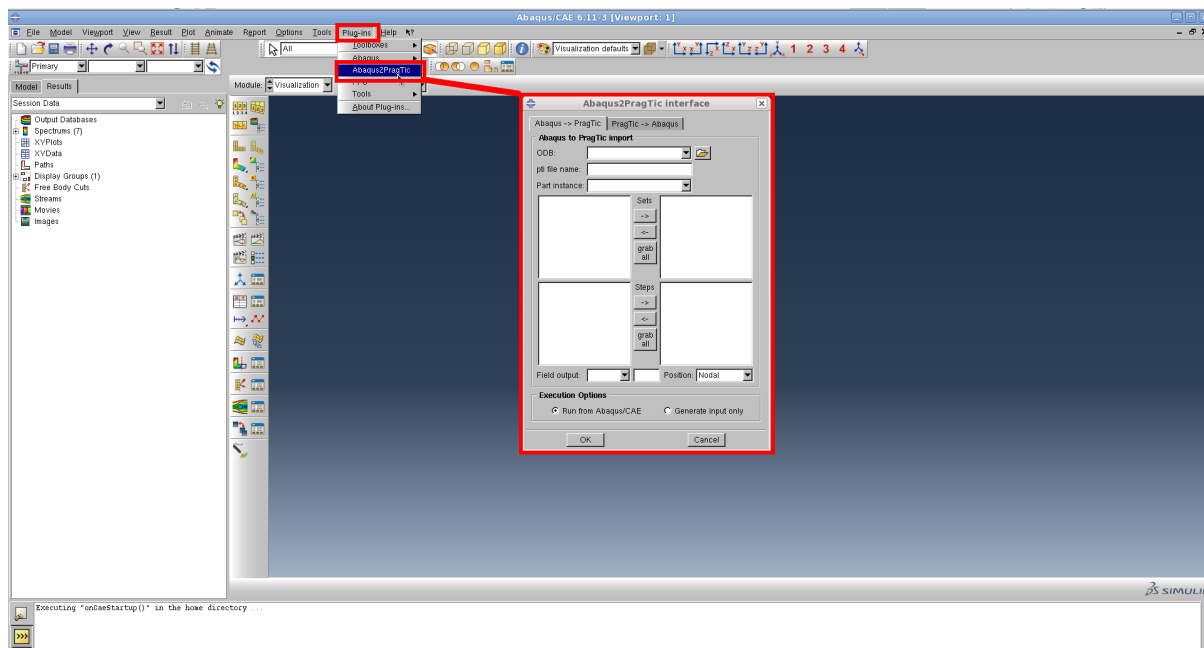 Abaqus/CAE 6.11-3 [Viewport: 1]
File Model Viewport View Result Plot Animate Report Options Tools Plug-ins Help
All Visualization defaults 1 2 3 4
Primary
Toolboxes
Abaqus
Abaqus2PragTic
Tools
About Plug-ins...
Model Results
Module: Visualization
Session Data
Output Databases
Spectrums (7)
XYPlots
XYData
Paths
Display Groups (1)
Free Body Cuts
Streams
Movies
Images
Abaqus2PragTic interface
Abaqus -> PragTic PragTic -> Abaqus
Abaqus to PragTic import
ODB:
pti file name:
Part instance:
Sets
->
<-
grab
all
Steps
->
<-
grab
all
Field output: Position: Nodal
Execution Options
Run from Abaqus/CAE Generate input only
OK Cancel
Executing "onCaeStartup()" in the home directory ...
>>>